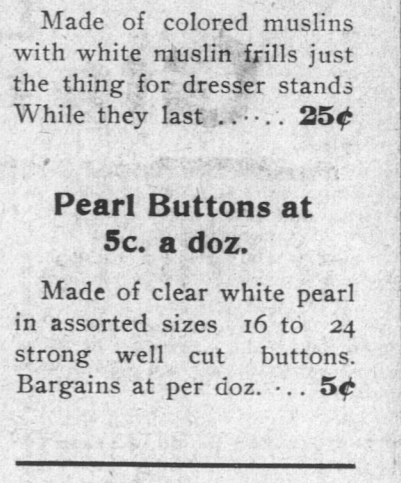 Made of colored muslins
with white muslin frills just
the thing for dresser stands
While they last ...... 25¢
Pearl Buttons at
5c. a doz.
Made of clear white pearl
in assorted sizes 16 to 24
strong well cut buttons.
Bargains at per doz. ... 5¢